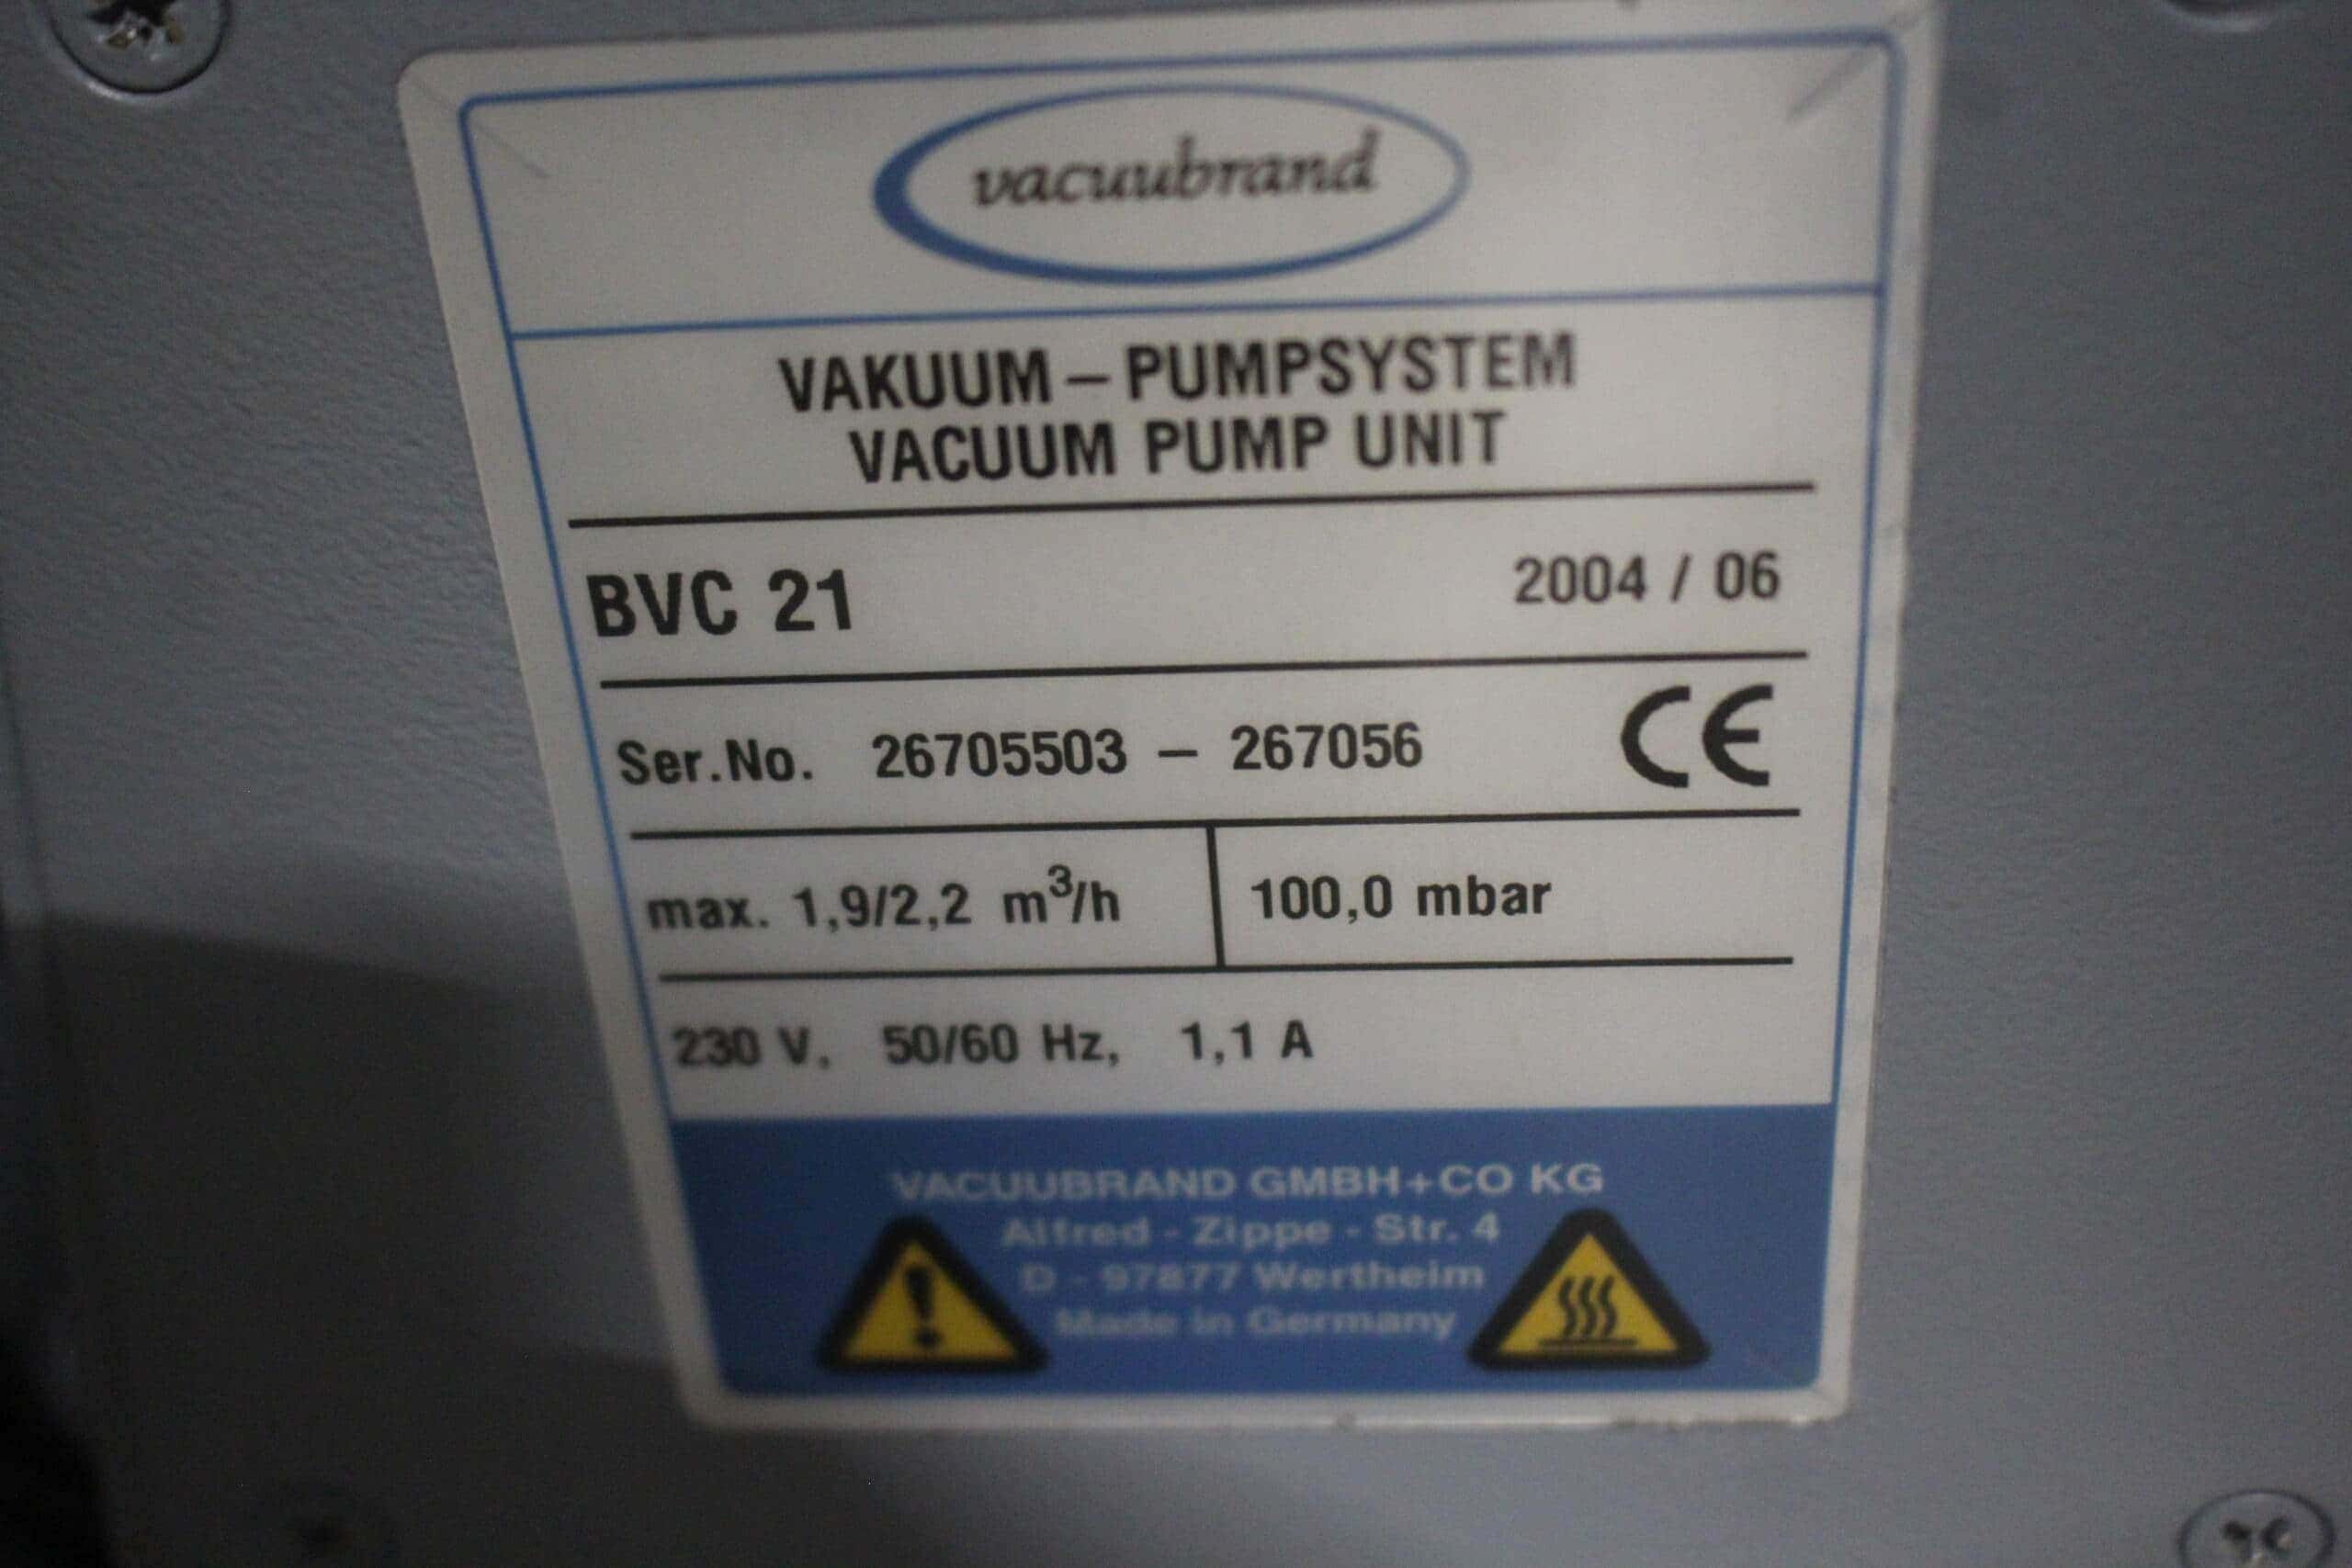 vacuubrand
VAKUUM – PUMPSYSTEM
VACUUM PUMP UNIT
BVC 21 2004 / 06
Ser.No. 26705503 – 267056 CE
max. 1,9/2,2 m³/h 100,0 mbar
230 V, 50/60 Hz, 1,1 A
VACUUBRAND GMBH+CO KG
Alfred - Zippe - Str. 4
D - 97877 Wertheim
Made in Germany